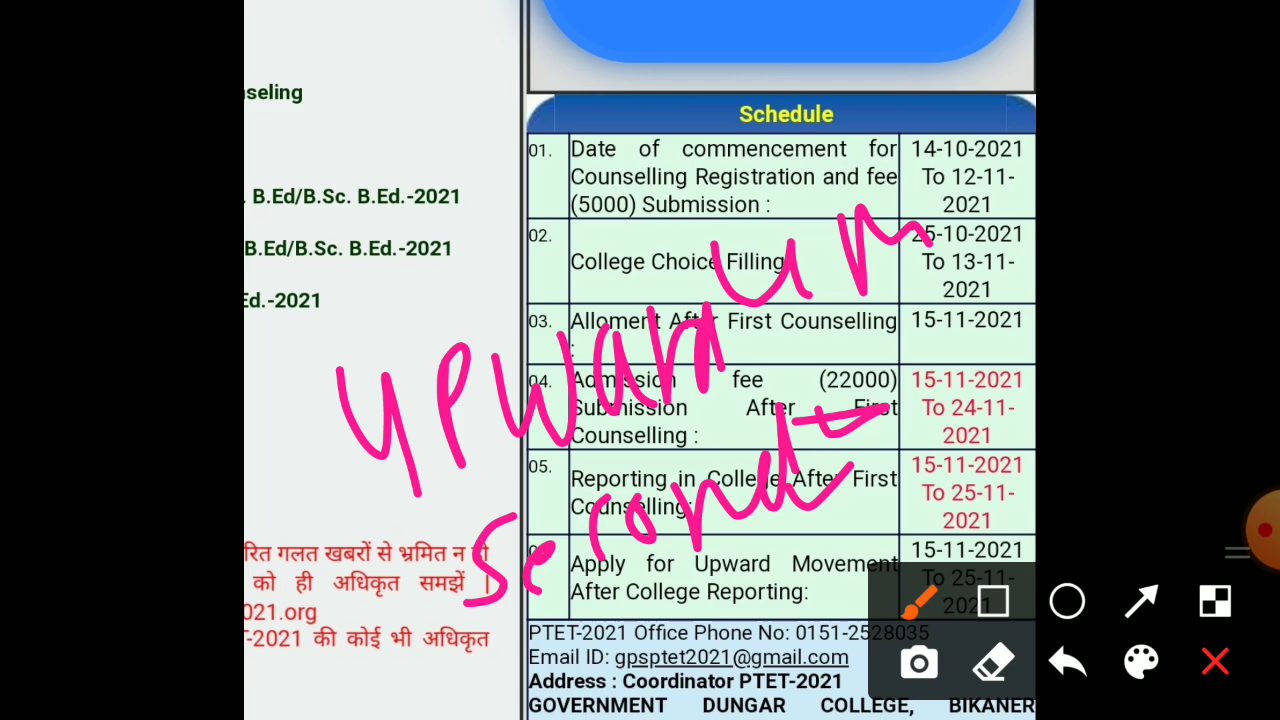 seling
. B.Ed/B.Sc. B.Ed.-2021
B.Ed/B.Sc. B.Ed.-2021
Ed.-2021
रित गलत खबरों से भ्रमित न हो
को ही अधिकृत समझें |
021.org
-2021 की कोई भी अधिकृत
Schedule
01. Date of commencement for Counselling Registration and fee (5000) Submission : 14-10-2021 To 12-11-2021
02. College Choice Filling 25-10-2021 To 13-11-2021
03. Alloment After First Counselling : 15-11-2021
04. Admission fee (22000) Submission After First Counselling : 15-11-2021 To 24-11-2021
05. Reporting in College After First Counselling: 15-11-2021 To 25-11-2021
Apply for Upward Movement After College Reporting: 15-11-2021 To 25-11-2021
PTET-2021 Office Phone No: 0151-2528035
Email ID: gpsptet2021@gmail.com
Address : Coordinator PTET-2021
GOVERNMENT DUNGAR COLLEGE, BIKANER
upward um
second